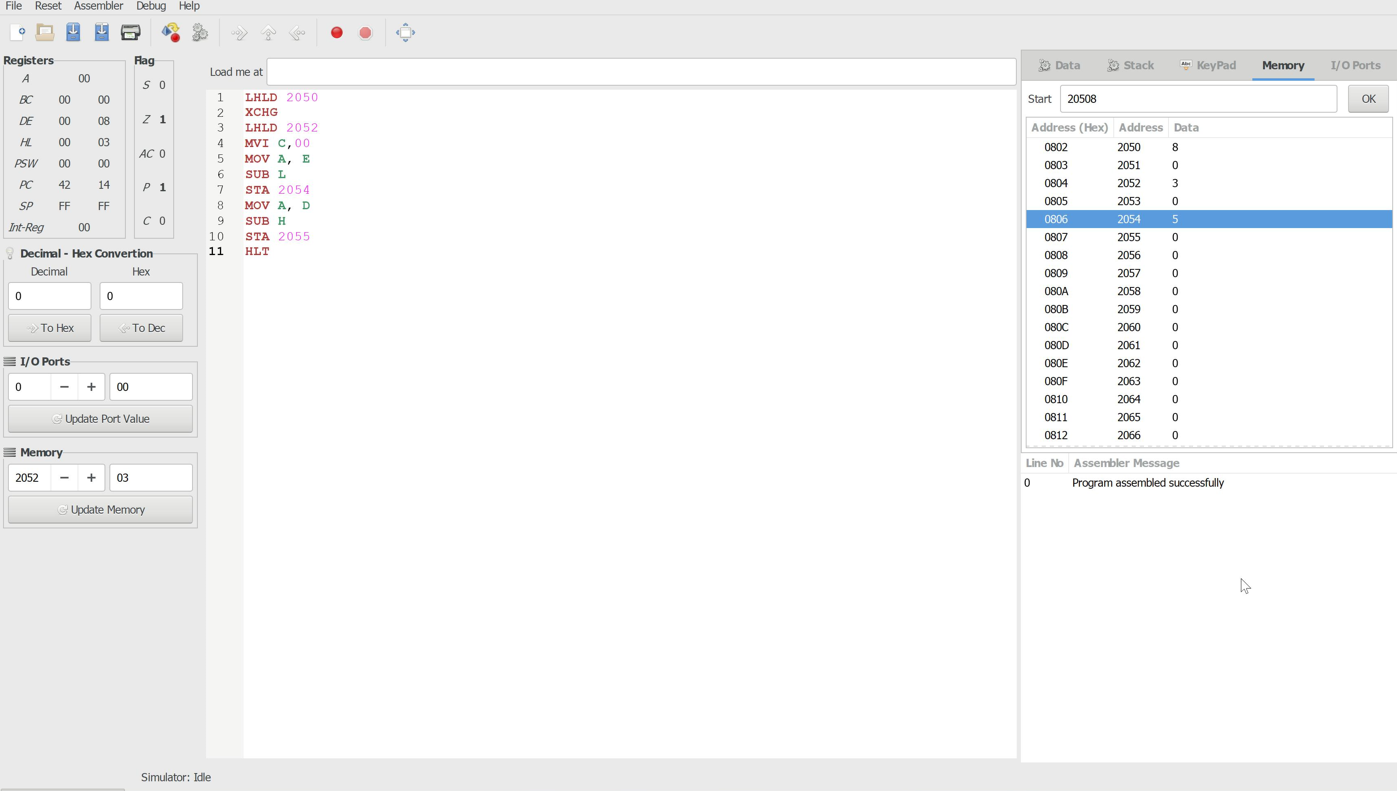 File Reset Assembler Debug Help
Registers
A 00
BC 00 00
DE 00 08
HL 00 03
PSW 00 00
PC 42 14
SP FF FF
Int-Reg 00
Flag
S 0
Z 1
AC 0
P 1
C 0
Decimal - Hex Convertion
Decimal Hex
0 0
To Hex To Dec
I/O Ports
0 − + 00
Update Port Value
Memory
2052 − + 03
Update Memory
Load me at
1 LHLD 2050
2 XCHG
3 LHLD 2052
4 MVI C,00
5 MOV A, E
6 SUB L
7 STA 2054
8 MOV A, D
9 SUB H
10 STA 2055
11 HLT
Data Stack Abc KeyPad Memory I/O Ports
Start 20508 OK
Address (Hex) Address Data
0802 2050 8
0803 2051 0
0804 2052 3
0805 2053 0
0806 2054 5
0807 2055 0
0808 2056 0
0809 2057 0
080A 2058 0
080B 2059 0
080C 2060 0
080D 2061 0
080E 2062 0
080F 2063 0
0810 2064 0
0811 2065 0
0812 2066 0
Line No Assembler Message
0 Program assembled successfully
Simulator: Idle